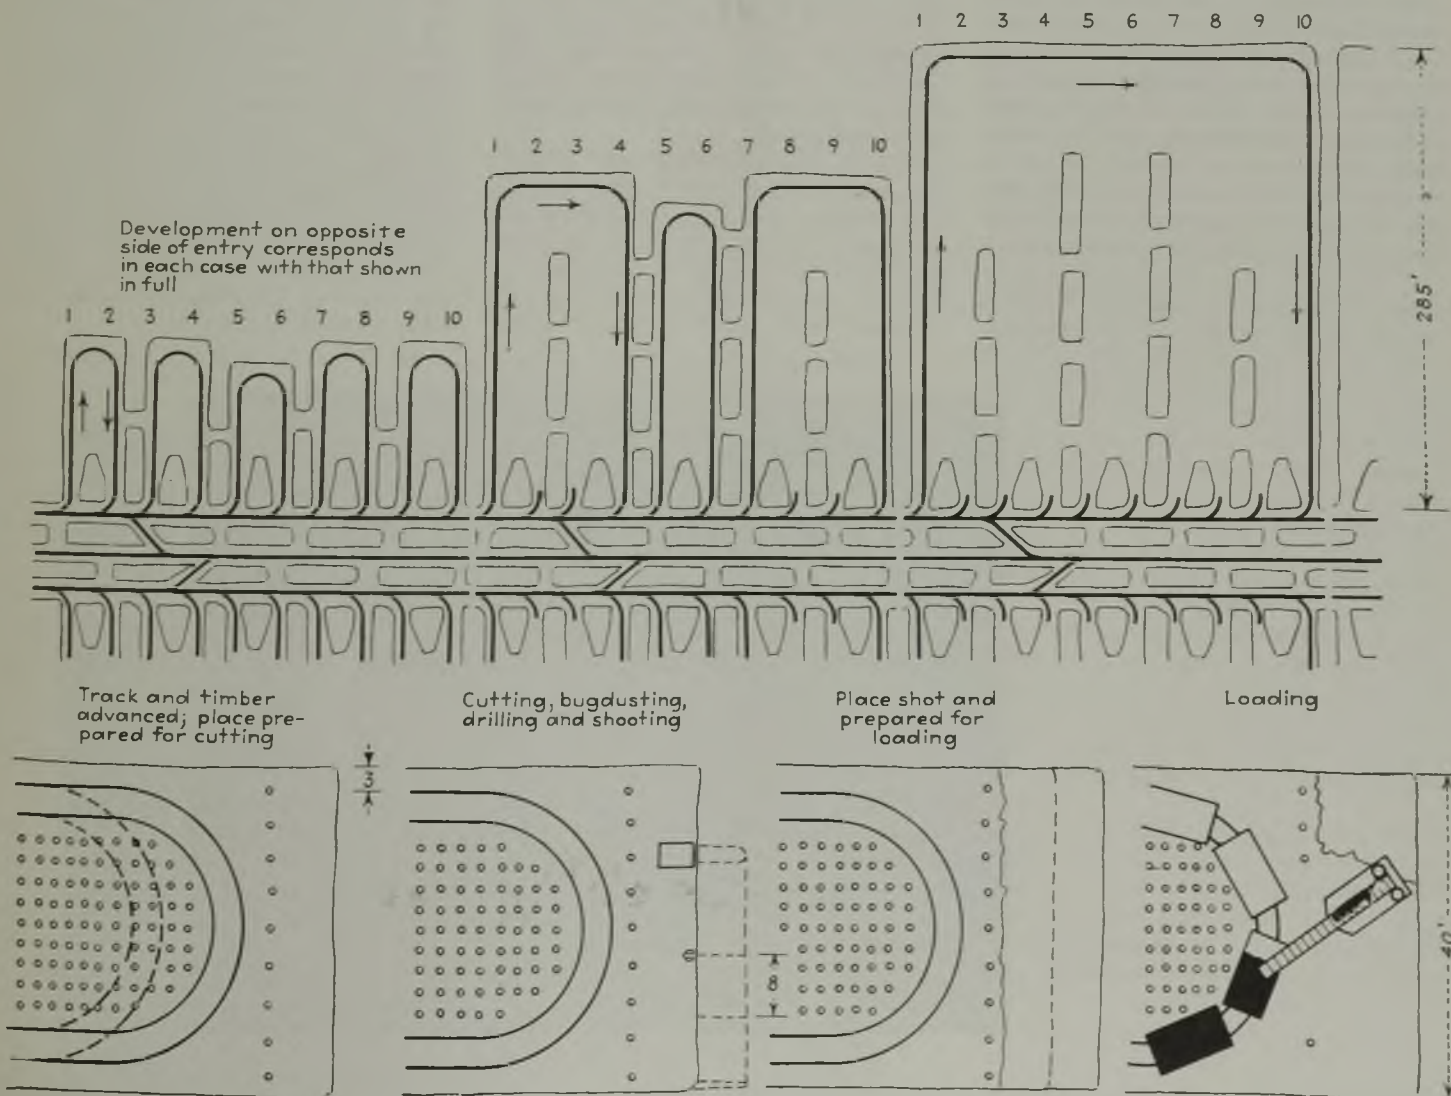 1 2 3 4 5 6 7 8 9 10
1 2 3 4 5 6 7 8 9 10
Development on opposite
side of entry corresponds
in each case with that shown
in full
1 2 3 4 5 6 7 8 9 10
285'
Track and timber
advanced; place pre-
pared for cutting
Cutting, bugdusting,
drilling and shooting
Place shot and
prepared for
loading
Loading
3
8
40'